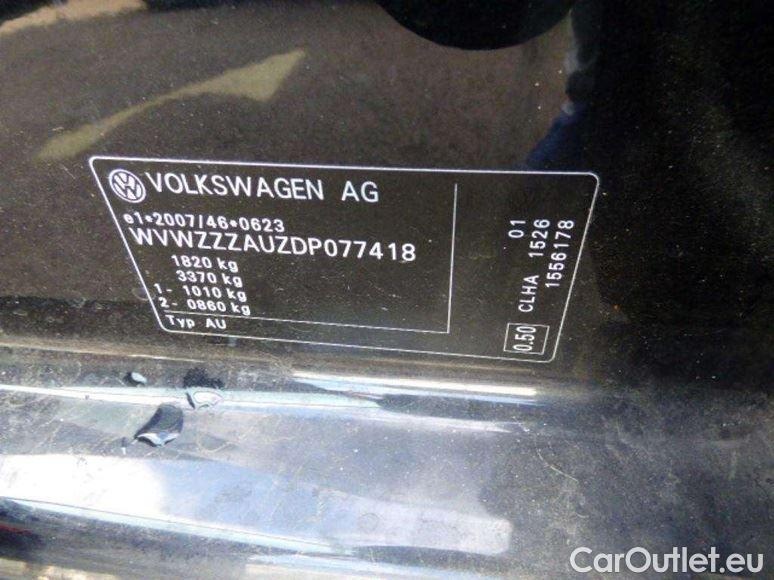 VOLKSWAGEN AG
e1*2007/46*0623
WVWZZZAUZDP077418
1820 kg
3370 kg
1- 1010 kg
2- 0860 kg
Typ AU
01
CLHA 1526
1556178
0.50
CarOutlet.eu